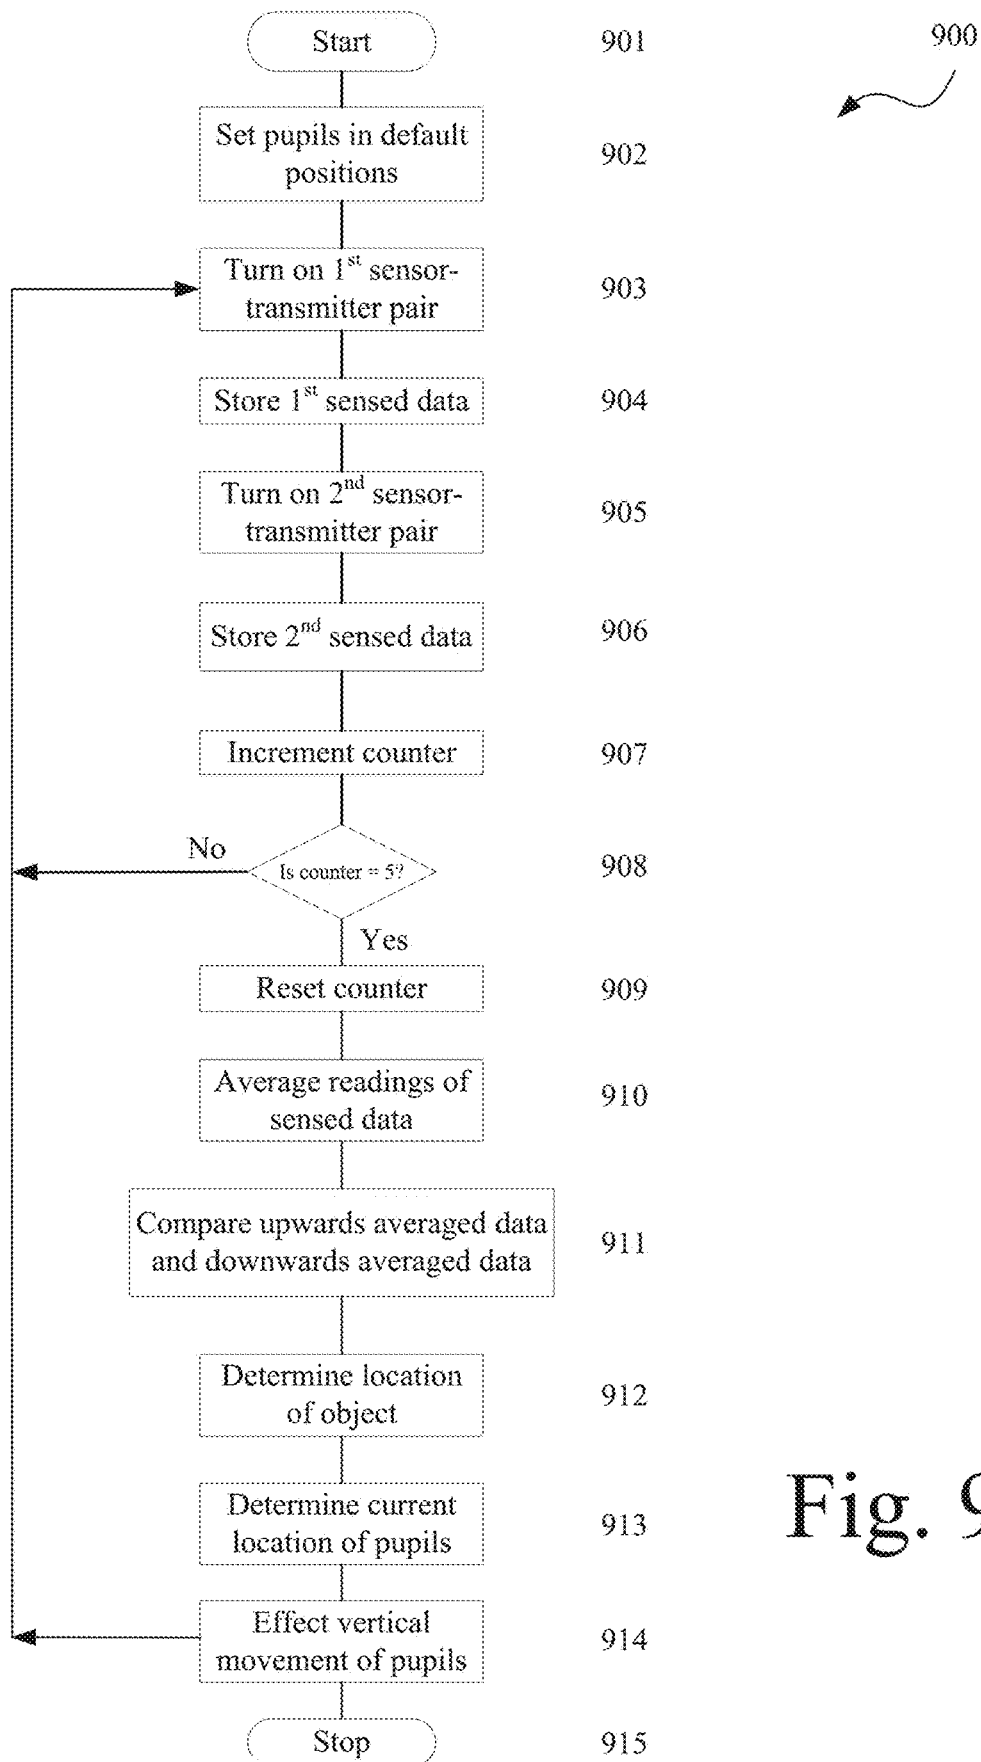 Start 901 900
Set pupils in default 902
positions
Turn on 1st sensor- 903
transmitter pair
Store 1st sensed data 904
Turn on 2nd sensor- 905
transmitter pair
Store 2nd sensed data 906
Increment counter 907
No
Is counter = 5? 908
Yes
Reset counter 909
Average readings of 910
sensed data
Compare upwards averaged data 911
and downwards averaged data
Determine location 912
of object
Determine current 913
location of pupils
Fig. 9
Effect vertical 914
movement of pupils
Stop 915